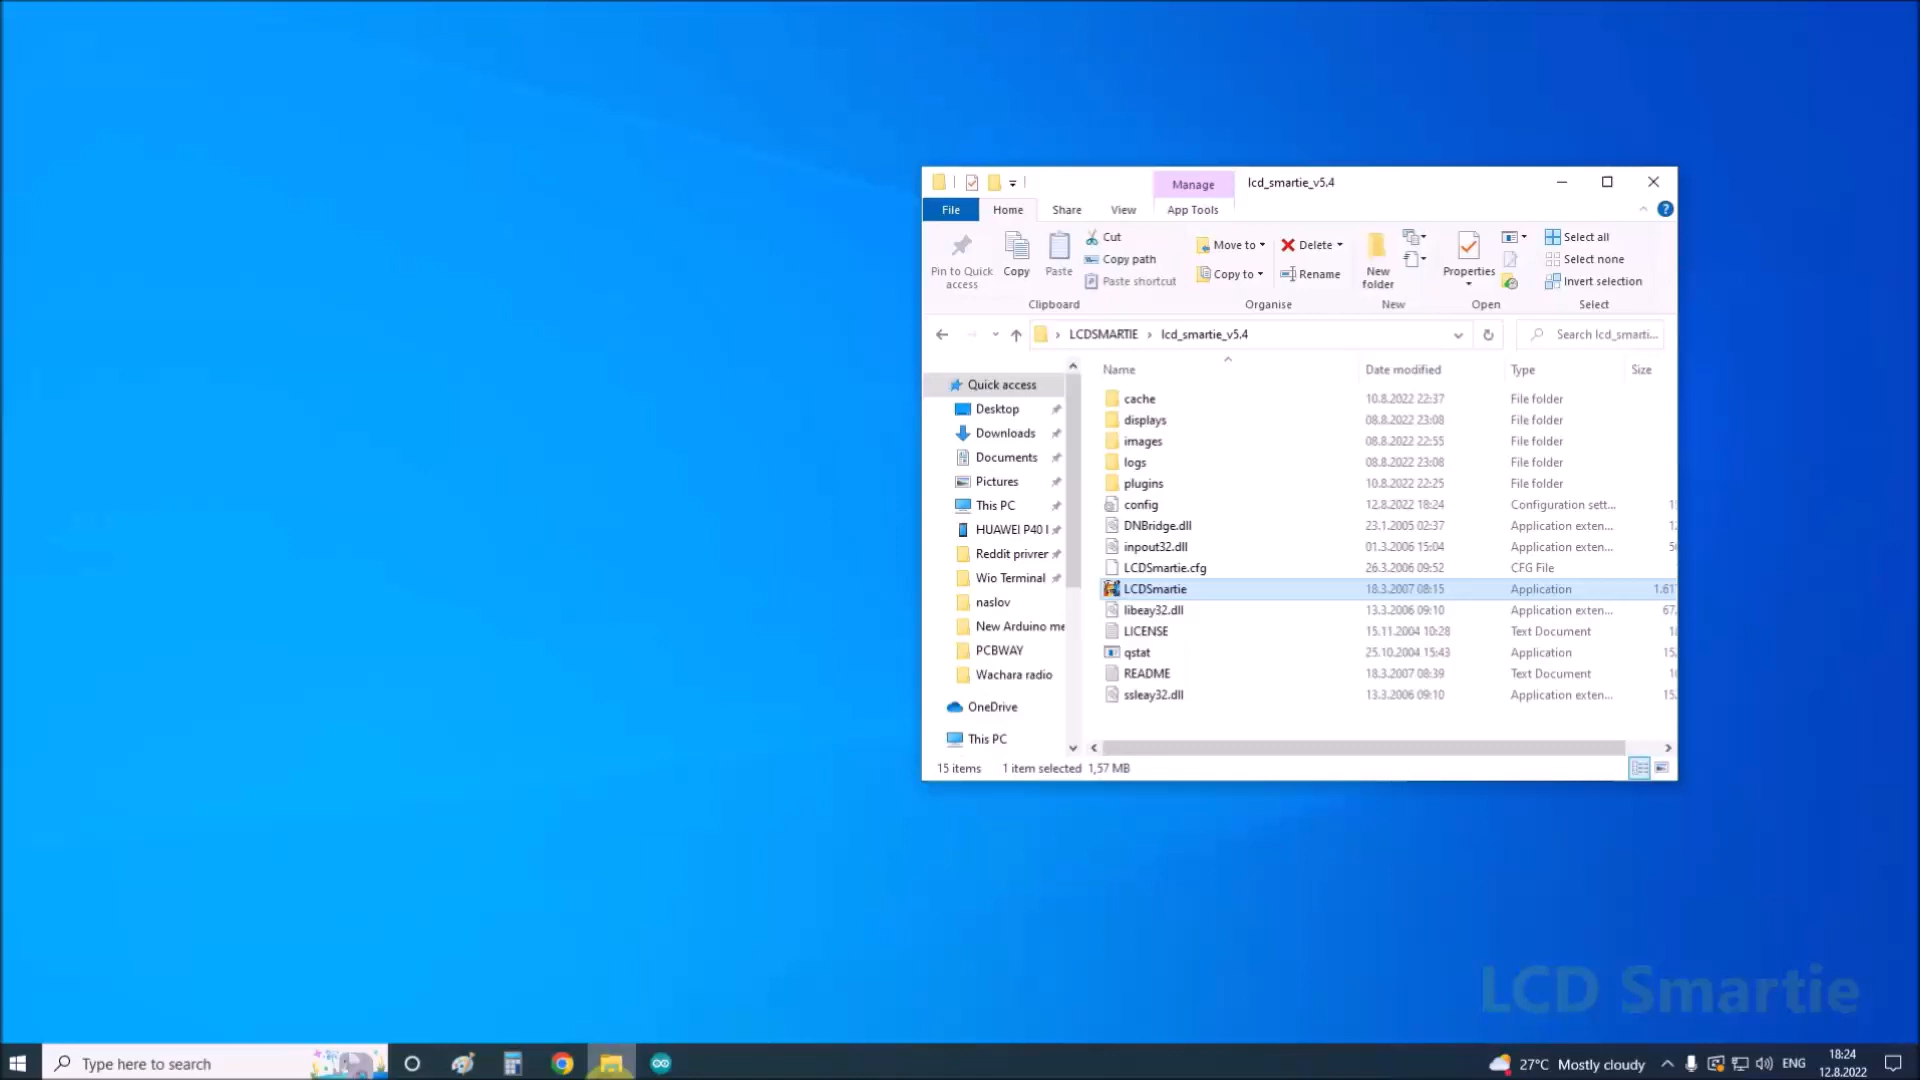 Manage
lcd_smartie_v5.4
File
Home
Share
View
App Tools
Pin to Quick access
Copy
Paste
Cut
Copy path
Paste shortcut
Move to
Copy to
Delete
Rename
New folder
Properties
Select all
Select none
Invert selection
Clipboard
Organise
New
Open
Select
LCDSMARTIE
lcd_smartie_v5.4
Search lcd_smarti...
Quick access
Desktop
Downloads
Documents
Pictures
This PC
HUAWEI P40 l
Reddit privrer
Wio Terminal
naslov
New Arduino me
PCBWAY
Wachara radio
OneDrive
This PC
Name Date modified Type Size
cache 10.8.2022 22:37 File folder
displays 08.8.2022 23:08 File folder
images 08.8.2022 22:55 File folder
logs 08.8.2022 23:08 File folder
plugins 10.8.2022 22:25 File folder
config 12.8.2022 18:24 Configuration sett...
DNBridge.dll 23.1.2005 02:37 Application exten...
inpout32.dll 01.3.2006 15:04 Application exten...
LCDSmartie.cfg 26.3.2006 09:52 CFG File
LCDSmartie 18.3.2007 08:15 Application 1.61
libeay32.dll 13.3.2006 09:10 Application exten... 67
LICENSE 15.11.2004 10:28 Text Document
qstat 25.10.2004 15:43 Application 15
README 18.3.2007 08:39 Text Document
ssleay32.dll 13.3.2006 09:10 Application exten... 15
15 items 1 item selected 1,57 MB
LCD Smartie
Type here to search
27°C Mostly cloudy
ENG
18:24
12.8.2022